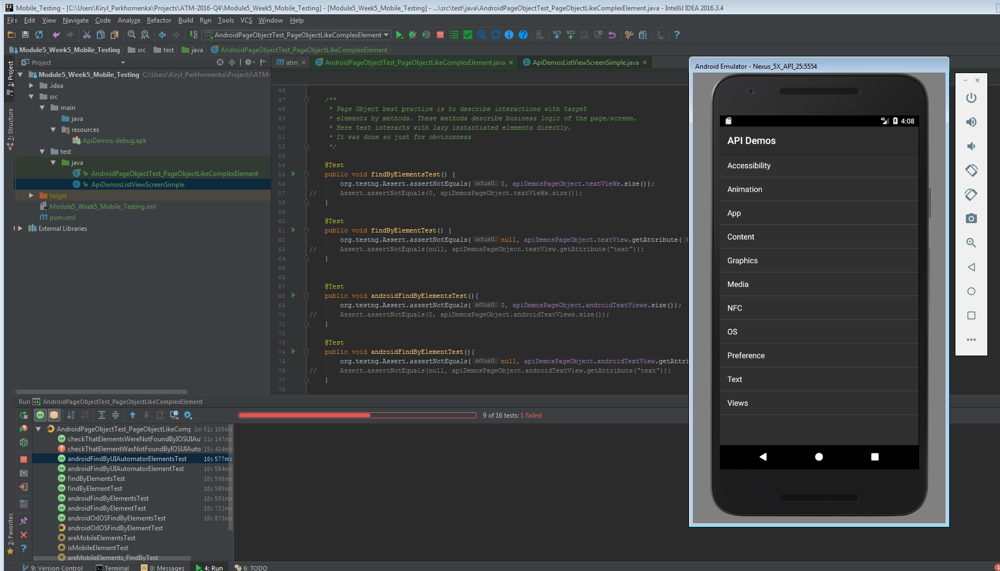 Mobile_Testing - [C:\Users\Kiryl_Parkhomenka\Projects\ATM-2016-Q4\Module5_Week5_Mobile_Testing] - [Module5_Week5_Mobile_Testing] - ...\src\test\java\AndroidPageObjectTest_PageObjectLikeComplexElement.java - IntelliJ IDEA 2016.3.4
File Edit View Navigate Code Analyze Refactor Build Run Tools VCS Window Help
AndroidPageObjectTest_PageObjectLikeComplexElement
VCS VCS
Module5_Week5_Mobile_Testing src test java AndroidPageObjectTest_PageObjectLikeComplexElement
1: Project
7: Structure
2: Favorites
Project
Module5_Week5_Mobile_Testing C:\Users\Kiryl_Parkhomenka\Projects\ATM-
.idea
src
main
java
resources
ApiDemos-debug.apk
test
java
AndroidPageObjectTest_PageObjectLikeComplexElement
ApiDemosListViewScreenSimple
target
Module5_Week5_Mobile_Testing.iml
pom.xml
External Libraries
atm AndroidPageObjectTest_PageObjectLikeComplexElement.java ApiDemosListViewScreenSimple.java
46
47 /**
48 * Page Object best practice is to describe interactions with target
49 * elements by methods. These methods describe business logic of the page/screen.
50 * Here test interacts with lazy instantiated elements directly.
51 * It was done so just for obviousness
52 */
53
54 @Test
55 public void findByElementsTest() {
56 org.testng.Assert.assertNotEquals( actual1: 0, apiDemosPageObject.textVieWs.size());
57 // Assert.assertNotEquals(0, apiDemosPageObject.textVieWs.size());
58 }
59
60 @Test
61 public void findByElementTest() {
62 org.testng.Assert.assertNotEquals( actual1: null, apiDemosPageObject.textView.getAttribute( s
63 // Assert.assertNotEquals(null, apiDemosPageObject.textView.getAttribute("text"));
64 }
65
66
67 @Test
68 public void androidFindByElementsTest(){
69 org.testng.Assert.assertNotEquals( actual1: 0, apiDemosPageObject.androidTextViews.size());
70 // Assert.assertNotEquals(0, apiDemosPageObject.androidTextViews.size());
71 }
72
73 @Test
74 public void androidFindByElementTest(){
75 org.testng.Assert.assertNotEquals( actual1: null, apiDemosPageObject.androidTextView.getAttri
76 // Assert.assertNotEquals(null, apiDemosPageObject.androidTextView.getAttribute("text"));
77 }
78
Android Emulator - Nexus_5X_API_25:5554
4G 4:08
API Demos
Accessibility
Animation
App
Content
Graphics
Media
NFC
OS
Preference
Text
Views
Run AndroidPageObjectTest_PageObjectLikeComplexElement
9 of 16 tests: 1 failed
AndroidPageObjectTest_PageObjectLikeComp 1m 51s 105ms
checkThatElementsWereNotFoundByIOSUIAu 21s 147ms
checkThatElementWasNotFoundByIOSUIAuto 15s 424ms
androidFindByUIAutomatorElementsTest 10s 577ms
androidFindByUIAutomatorElementTest 10s 584ms
findByElementsTest 10s 598ms
findByElementTest 10s 589ms
androidFindByElementsTest 10s 591ms
androidFindByElementTest 10s 722ms
androidOrIOSFindByElementsTest 10s 873ms
androidOrIOSFindByElementTest
areMobileElementsTest
isMobileElementTest
areMobileElements_FindByTest
9: Version Control Terminal 0: Messages 4: Run 6: TODO